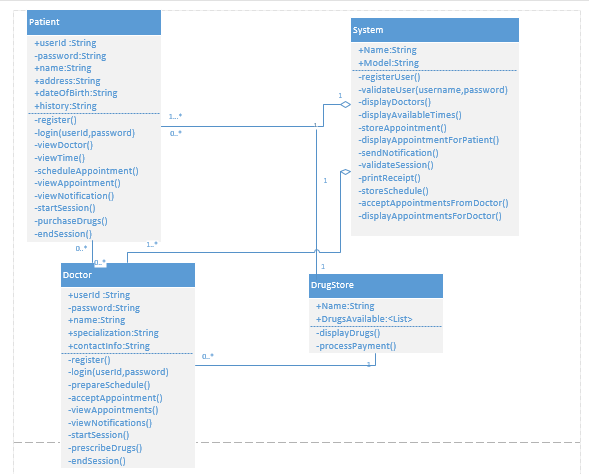 Patient
+userId :String
-password:String
+name:String
+address:String
+dateOfBirth:String
+history:String
-register()
-login(userId,password)
-viewDoctor()
-viewTime()
-scheduleAppointment()
-viewAppointment()
-viewNotification()
-startSession()
-purchaseDrugs()
-endSession()
System
+Name:String
+Model:String
-registerUser()
-validateUser(username,password)
-displayDoctors()
-displayAvailableTimes()
-storeAppointment()
-displayAppointmentForPatient()
-sendNotification()
-validateSession()
-printReceipt()
-storeSchedule()
-acceptAppointmentsFromDoctor()
-displayAppointmentsForDoctor()
1...*
0..*
1
1
1
1
0..*
0..*
1..*
Doctor
+userId :String
-password:String
+name:String
+specialization:String
+contactInfo:String
-register()
-login(userId,password)
-prepareSchedule()
-acceptAppointment()
-viewAppointments()
-viewNotifications()
-startSession()
-prescribeDrugs()
-endSession()
DrugStore
+Name:String
+DrugsAvailable:<List>
-displayDrugs()
-processPayment()
0..*
1